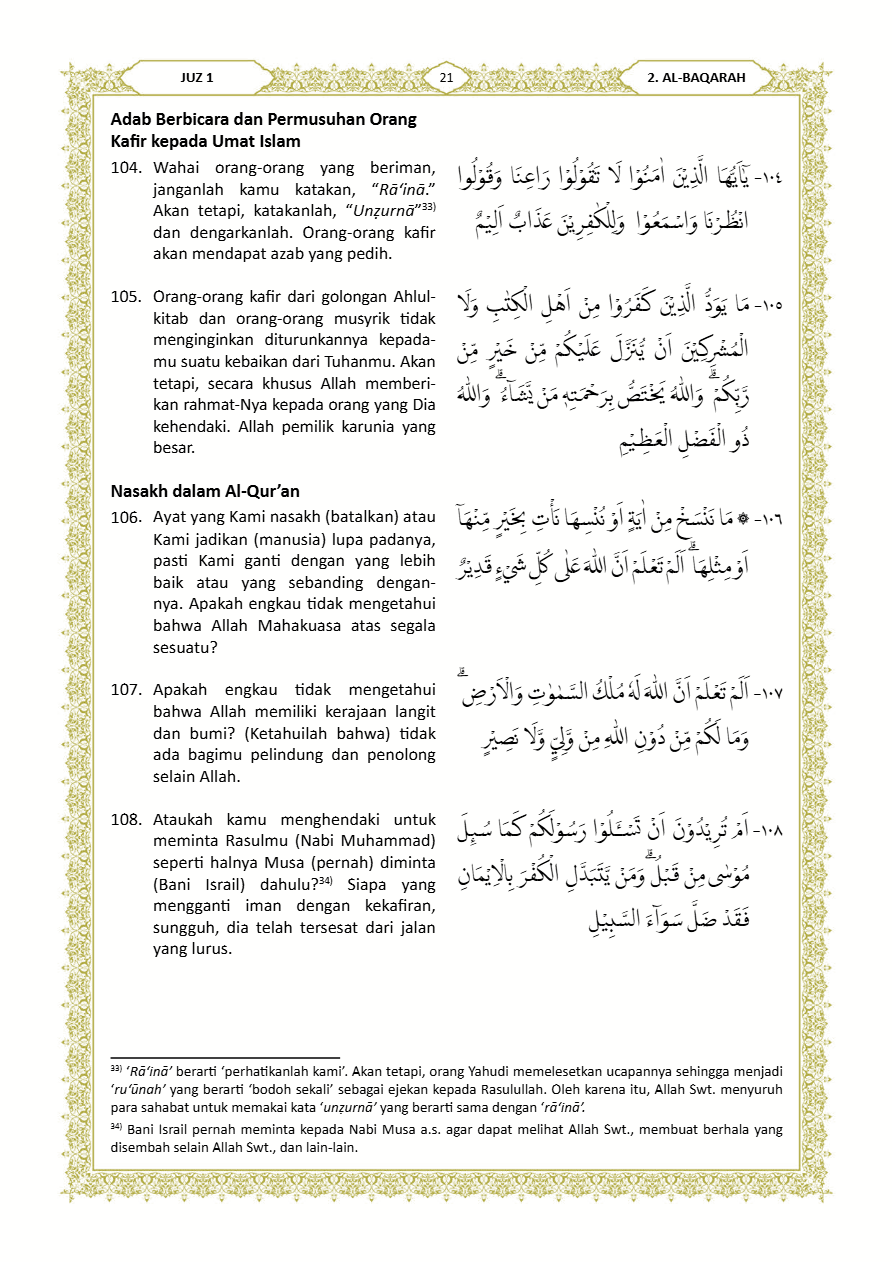 JUZ 1
21
2. AL-BAQARAH
Adab Berbicara dan Permusuhan Orang
Kafir kepada Umat Islam
104. Wahai orang-orang yang beriman,
janganlah kamu katakan, “Rā‘inā.”
Akan tetapi, katakanlah, “Unẓurnā”³³⁾
dan dengarkanlah. Orang-orang kafir
akan mendapat azab yang pedih.
١٠٤- يٰٓاَيُّهَا الَّذِيْنَ اٰمَنُوْا لَا تَقُوْلُوْا رَاعِنَا وَقُوْلُوا
انْظُرْنَا وَاسْمَعُوْا وَلِلْكٰفِرِيْنَ عَذَابٌ اَلِيْمٌ
105. Orang-orang kafir dari golongan Ahlul-
kitab dan orang-orang musyrik tidak
menginginkan diturunkannya kepada-
mu suatu kebaikan dari Tuhanmu. Akan
tetapi, secara khusus Allah memberi-
kan rahmat-Nya kepada orang yang Dia
kehendaki. Allah pemilik karunia yang
besar.
١٠٥- مَا يَوَدُّ الَّذِيْنَ كَفَرُوْا مِنْ اَهْلِ الْكِتٰبِ وَلَا
الْمُشْرِكِيْنَ اَنْ يُّنَزَّلَ عَلَيْكُمْ مِّنْ خَيْرٍ مِّنْ
رَّبِّكُمْۗ وَاللّٰهُ يَخْتَصُّ بِرَحْمَتِهٖ مَنْ يَّشَاۤءُۗ وَاللّٰهُ
ذُو الْفَضْلِ الْعَظِيْمِ
Nasakh dalam Al-Qur’an
106. Ayat yang Kami nasakh (batalkan) atau
Kami jadikan (manusia) lupa padanya,
pasti Kami ganti dengan yang lebih
baik atau yang sebanding dengan-
nya. Apakah engkau tidak mengetahui
bahwa Allah Mahakuasa atas segala
sesuatu?
١٠٦- ۞ مَا نَنْسَخْ مِنْ اٰيَةٍ اَوْ نُنْسِهَا نَأْتِ بِخَيْرٍ مِّنْهَآ
اَوْ مِثْلِهَاۗ اَلَمْ تَعْلَمْ اَنَّ اللّٰهَ عَلٰى كُلِّ شَيْءٍ قَدِيْرٌ
107. Apakah engkau tidak mengetahui
bahwa Allah memiliki kerajaan langit
dan bumi? (Ketahuilah bahwa) tidak
ada bagimu pelindung dan penolong
selain Allah.
١٠٧- اَلَمْ تَعْلَمْ اَنَّ اللّٰهَ لَهٗ مُلْكُ السَّمٰوٰتِ وَالْاَرْضِۗ
وَمَا لَكُمْ مِّنْ دُوْنِ اللّٰهِ مِنْ وَّلِيٍّ وَّلَا نَصِيْرٍ
108. Ataukah kamu menghendaki untuk
meminta Rasulmu (Nabi Muhammad)
seperti halnya Musa (pernah) diminta
(Bani Israil) dahulu?³⁴⁾ Siapa yang
mengganti iman dengan kekafiran,
sungguh, dia telah tersesat dari jalan
yang lurus.
١٠٨- اَمْ تُرِيْدُوْنَ اَنْ تَسْـَٔلُوْا رَسُوْلَكُمْ كَمَا سُىِٕلَ
مُوْسٰى مِنْ قَبْلُۗ وَمَنْ يَّتَبَدَّلِ الْكُفْرَ بِالْاِيْمَانِ
فَقَدْ ضَلَّ سَوَاۤءَ السَّبِيْلِ
³³⁾ ‘Rā‘inā’ berarti ‘perhatikanlah kami’. Akan tetapi, orang Yahudi memelesetkan ucapannya sehingga menjadi
‘ru‘ūnah’ yang berarti ‘bodoh sekali’ sebagai ejekan kepada Rasulullah. Oleh karena itu, Allah Swt. menyuruh
para sahabat untuk memakai kata ‘unẓurnā’ yang berarti sama dengan ‘rā‘inā’.
³⁴⁾ Bani Israil pernah meminta kepada Nabi Musa a.s. agar dapat melihat Allah Swt., membuat berhala yang
disembah selain Allah Swt., dan lain-lain.